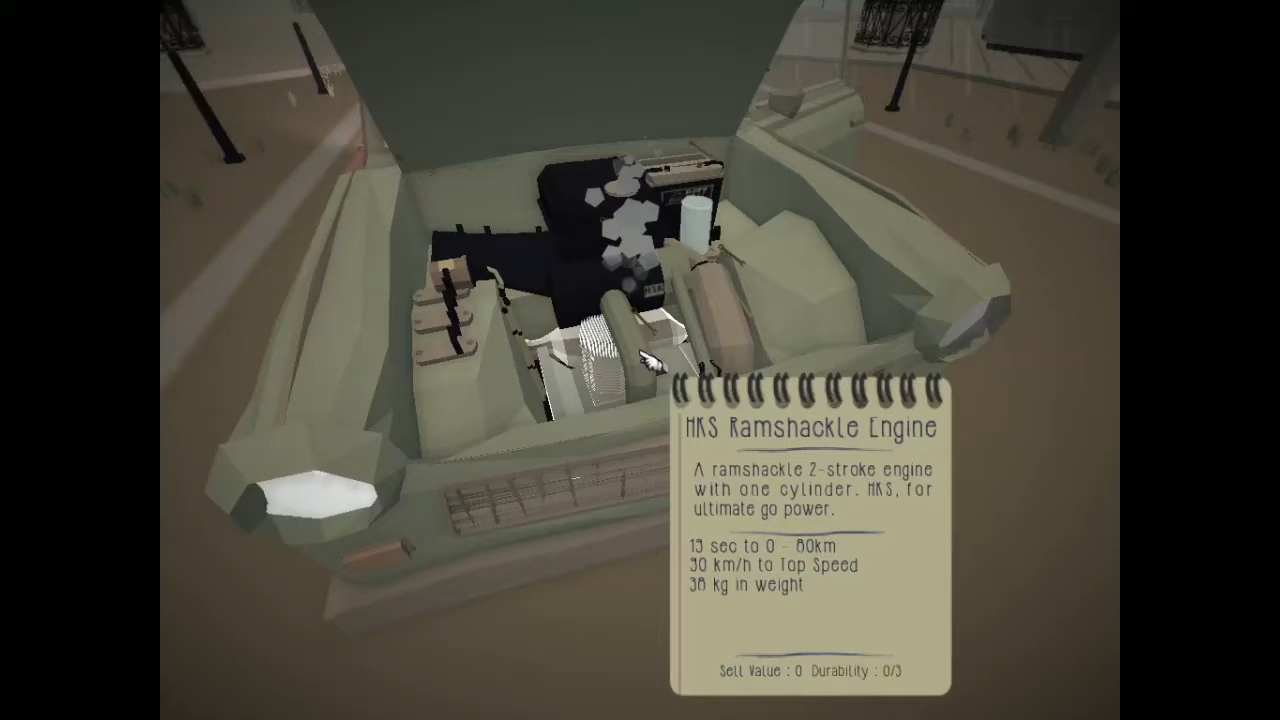 HKS
HKS Ramshackle Engine
A ramshackle 2-stroke engine
with one cylinder. HKS, for
ultimate go power.
13 sec to 0 - 80km
30 km/h to Top Speed
38 kg in weight
Sell Value : 0 Durability : 0/3